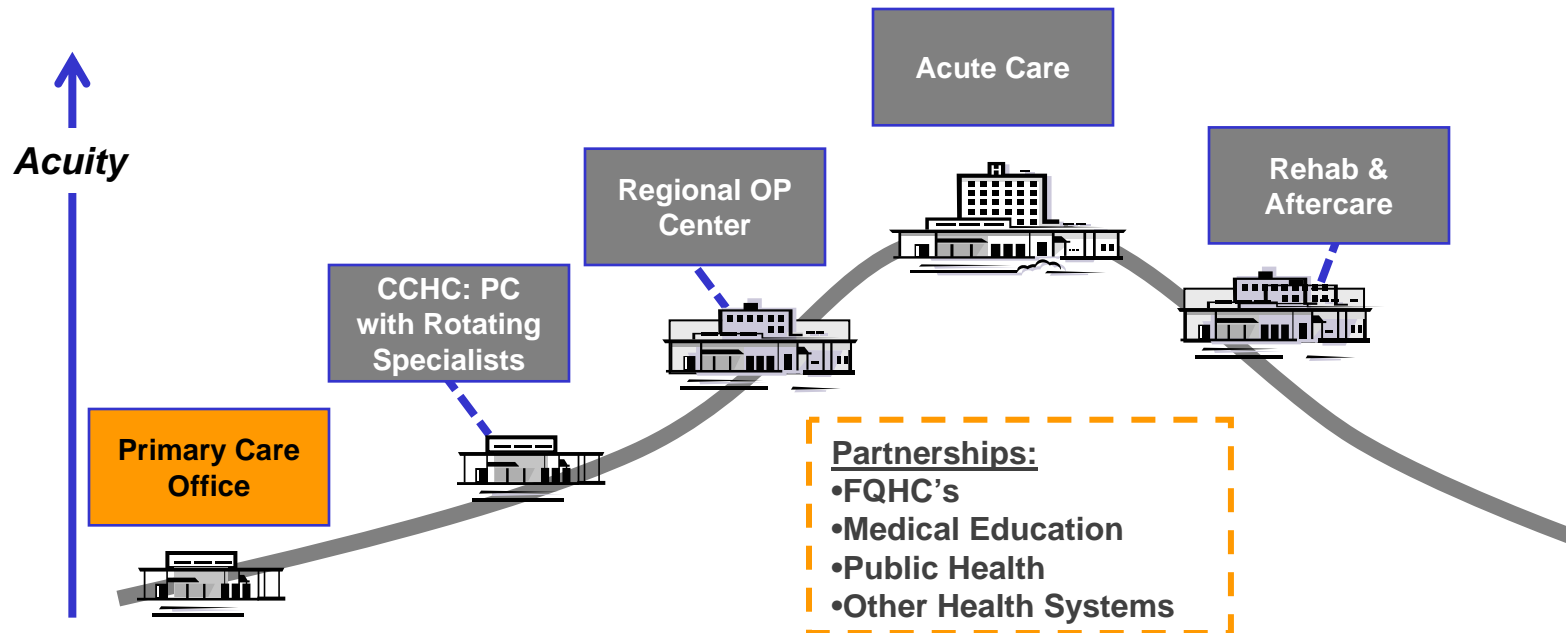 Acuity
Primary Care
Office
CCHC: PC
with Rotating
Specialists
Regional OP
Center
Acute Care
H
Rehab &
Aftercare
Partnerships:
•FQHC's
•Medical Education
•Public Health
•Other Health Systems